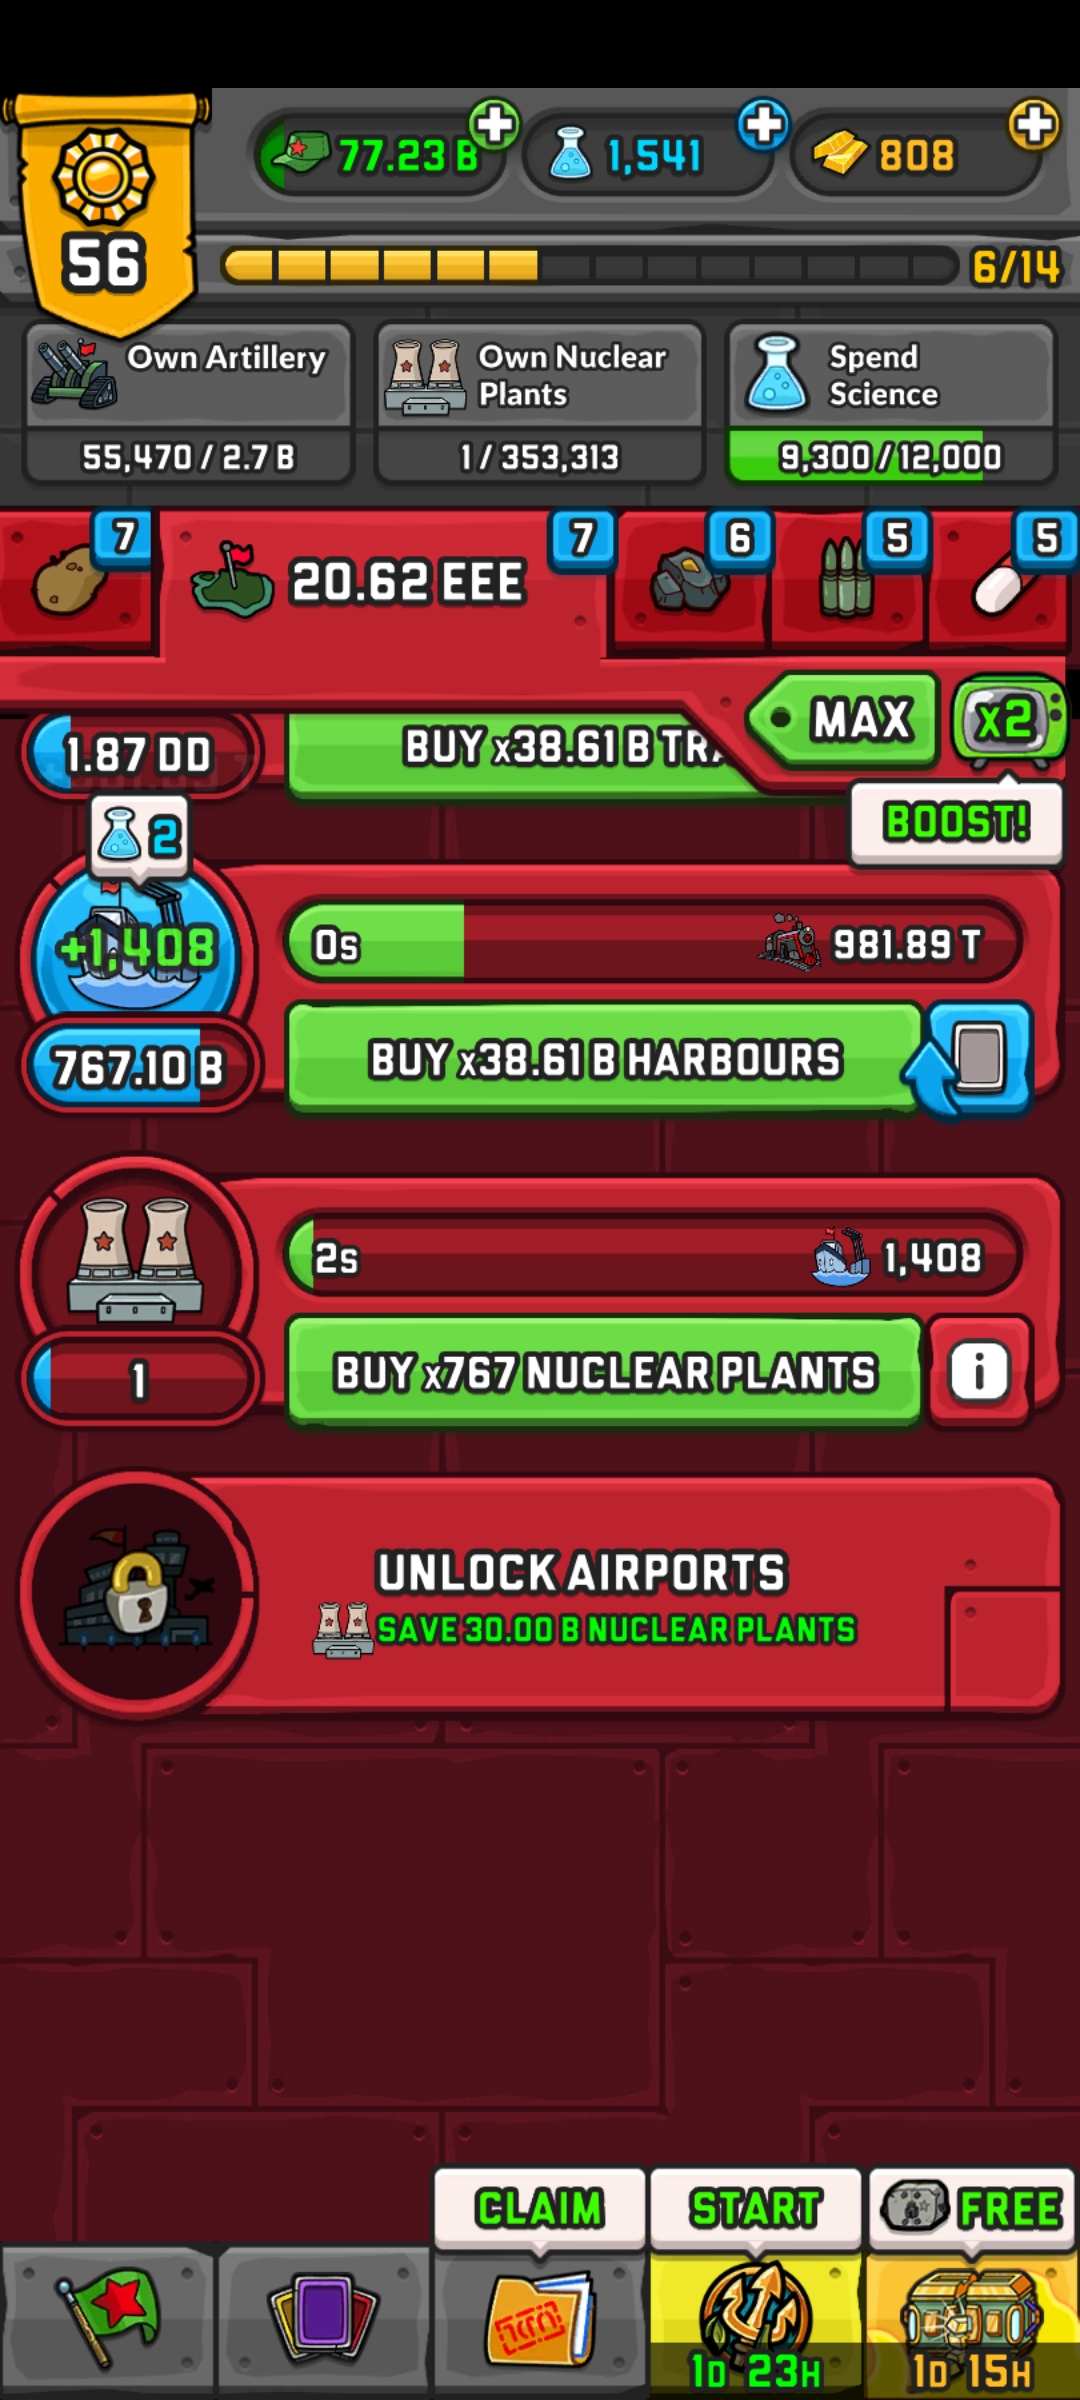 77.23 B
1,541
808
56
6/14
Own Artillery
55,470 / 2.7 B
Own Nuclear
Plants
1 / 353,313
Spend
Science
9,300 / 12,000
7
20.62 EEE
7
6
5
5
MAX
x2
BOOST!
1.87 DD
BUY x38.61 B
2
+1,408
0s
981.89 T
767.10 B
BUY x38.61 B HARBOURS
2s
1,408
1
BUY x767 NUCLEAR PLANTS
i
UNLOCK AIRPORTS
SAVE 30.00 B NUCLEAR PLANTS
CLAIM
START
FREE
1D 23H
1D 15H